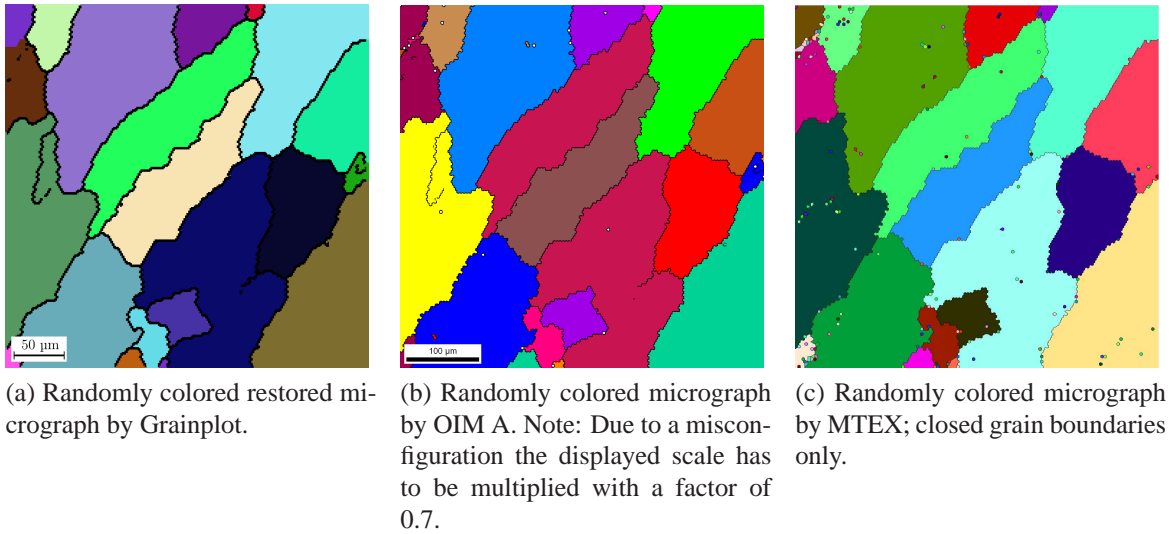 50 µm
100 µm
(a) Randomly colored restored mi-
crograph by Grainplot.
(b) Randomly colored micrograph
by OIM A. Note: Due to a miscon-
figuration the displayed scale has
to be multiplied with a factor of
0.7.
(c) Randomly colored micrograph
by MTEX; closed grain boundaries
only.